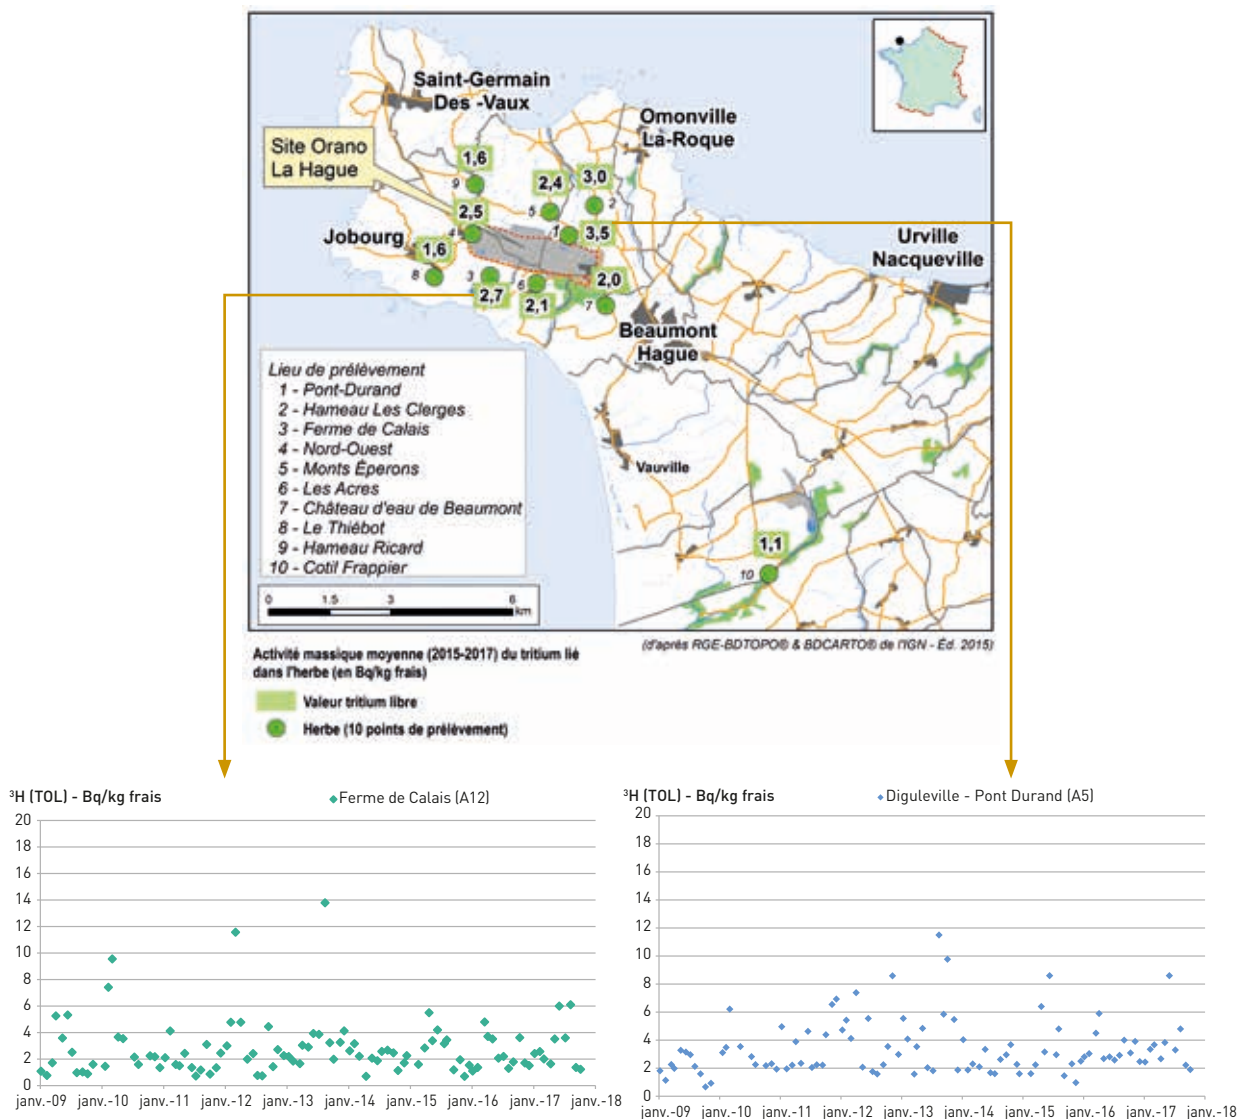 Saint-Germain
Des -Vaux
Omonville
La-Roque
Site Orano
La Hague
1,6
9
2,4
5
3,0
2
2,5
4
1
3,5
Jobourg
1,6
8
3
2,7
6
2,1
2,0
7
Urville
Nacqueville
Beaumont
Hague
Vauville
1,1
10
Lieu de prélèvement
1 - Pont-Durand
2 - Hameau Les Clerges
3 - Ferme de Calais
4 - Nord-Ouest
5 - Monts Éperons
6 - Les Acres
7 - Château d'eau de Beaumont
8 - Le Thiébot
9 - Hameau Ricard
10 - Cotil Frappier
0 1.5 3 6
km
(d'après RGE-BDTOPO® & BDCARTO® de l'IGN - Éd. 2015)
Activité massique moyenne (2015-2017) du tritium lié
dans l'herbe (en Bq/kg frais)
Valeur tritium libre
Herbe (10 points de prélèvement)
³H (TOL) - Bq/kg frais
Ferme de Calais (A12)
20
18
16
14
12
10
8
6
4
2
0
janv.-09 janv.-10 janv.-11 janv.-12 janv.-13 janv.-14 janv.-15 janv.-16 janv.-17 janv.-18
³H (TOL) - Bq/kg frais
Diguleville - Pont Durand (A5)
20
18
16
14
12
10
8
6
4
2
0
janv.-09 janv.-10 janv.-11 janv.-12 janv.-13 janv.-14 janv.-15 janv.-16 janv.-17 janv.-18